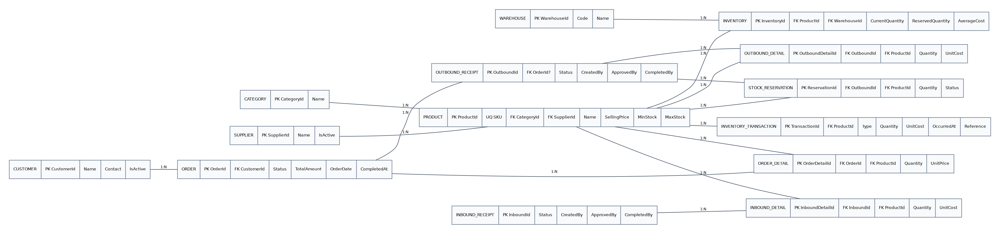 WAREHOUSE PK WarehouseId Code Name
1:N
INVENTORY PK InventoryId FK ProductId FK WarehouseId CurrentQuantity ReservedQuantity AverageCost
1:N
1:N
OUTBOUND_DETAIL PK OutboundDetailId FK OutboundId FK ProductId Quantity UnitCost
OUTBOUND_RECEIPT PK OutboundId FK OrderId? Status CreatedBy ApprovedBy CompletedBy
1:N
1:N
STOCK_RESERVATION PK ReservationId FK OutboundId FK ProductId Quantity Status
CATEGORY PK CategoryId Name
1:N
1:N
1:N
PRODUCT PK ProductId UQ SKU FK CategoryId FK SupplierId Name SellingPrice MinStock MaxStock
1:N
INVENTORY_TRANSACTION PK TransactionId FK ProductId Type Quantity UnitCost OccurredAt Reference
SUPPLIER PK SupplierId Name IsActive
1:N
1:N
CUSTOMER PK CustomerId Name Contact IsActive
1:N
ORDER PK OrderId FK CustomerId Status TotalAmount OrderDate CompletedAt
1:N
1:N
ORDER_DETAIL PK OrderDetailId FK OrderId FK ProductId Quantity UnitPrice
INBOUND_RECEIPT PK InboundId Status CreatedBy ApprovedBy CompletedBy
1:N
INBOUND_DETAIL PK InboundDetailId FK InboundId FK ProductId Quantity UnitCost